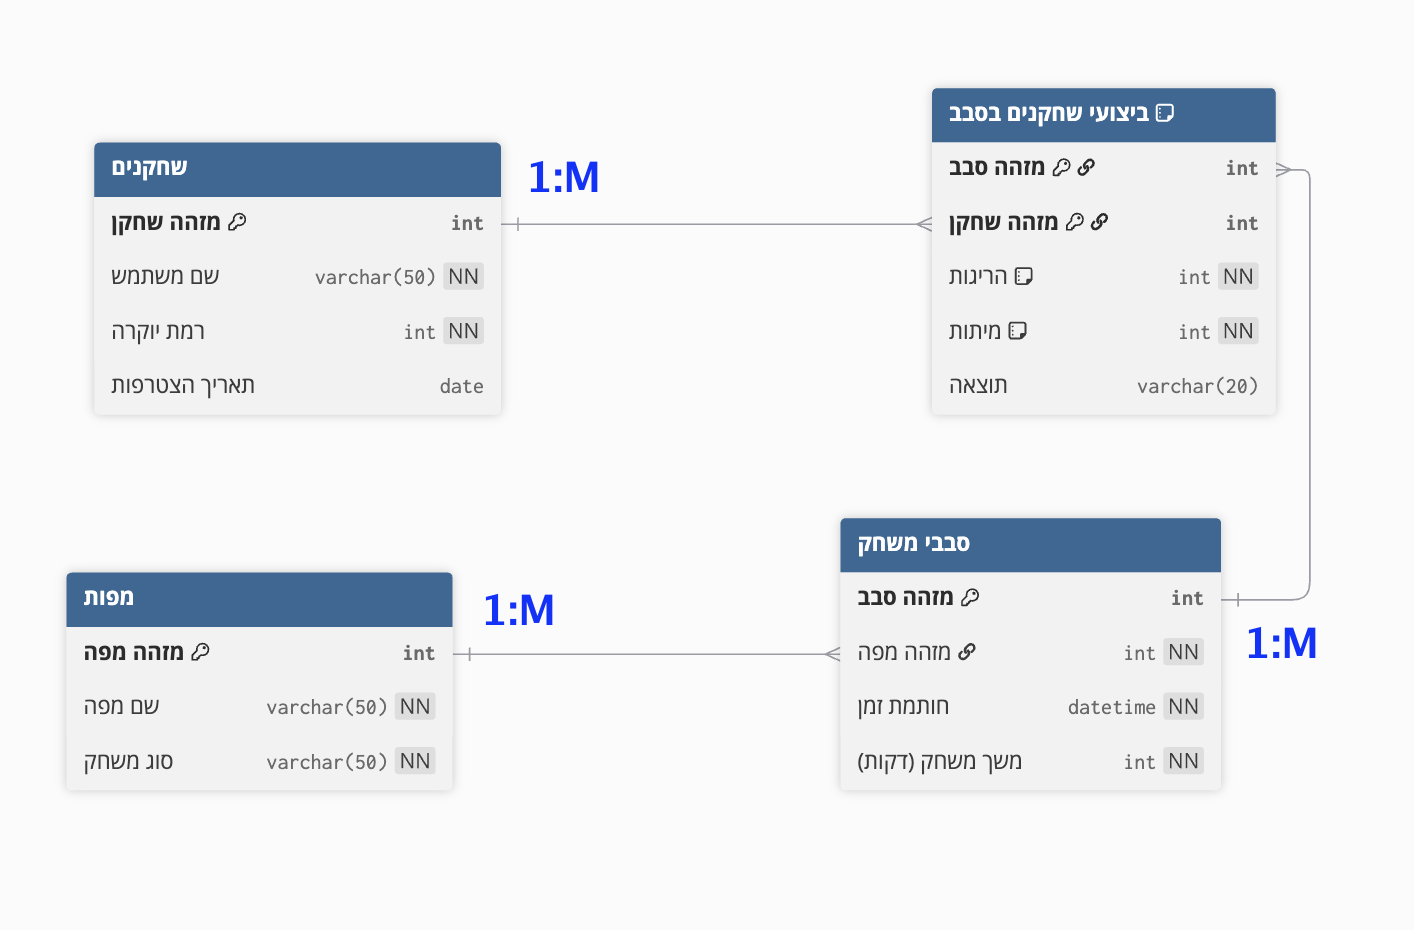 שחקנים
מזהה שחקן int
שם משתמש varchar(50) NN
רמת יוקרה int NN
תאריך הצטרפות date
1:M
ביצועי שחקנים בסבב
מזהה סבב int
מזהה שחקן int
הריגות int NN
מיתות int NN
תוצאה varchar(20)
מפות
מזהה מפה int
שם מפה varchar(50) NN
סוג משחק varchar(50) NN
1:M
סבבי משחק
מזהה סבב int
מזהה מפה int NN
חותמת זמן datetime NN
משך משחק (דקות) int NN
1:M